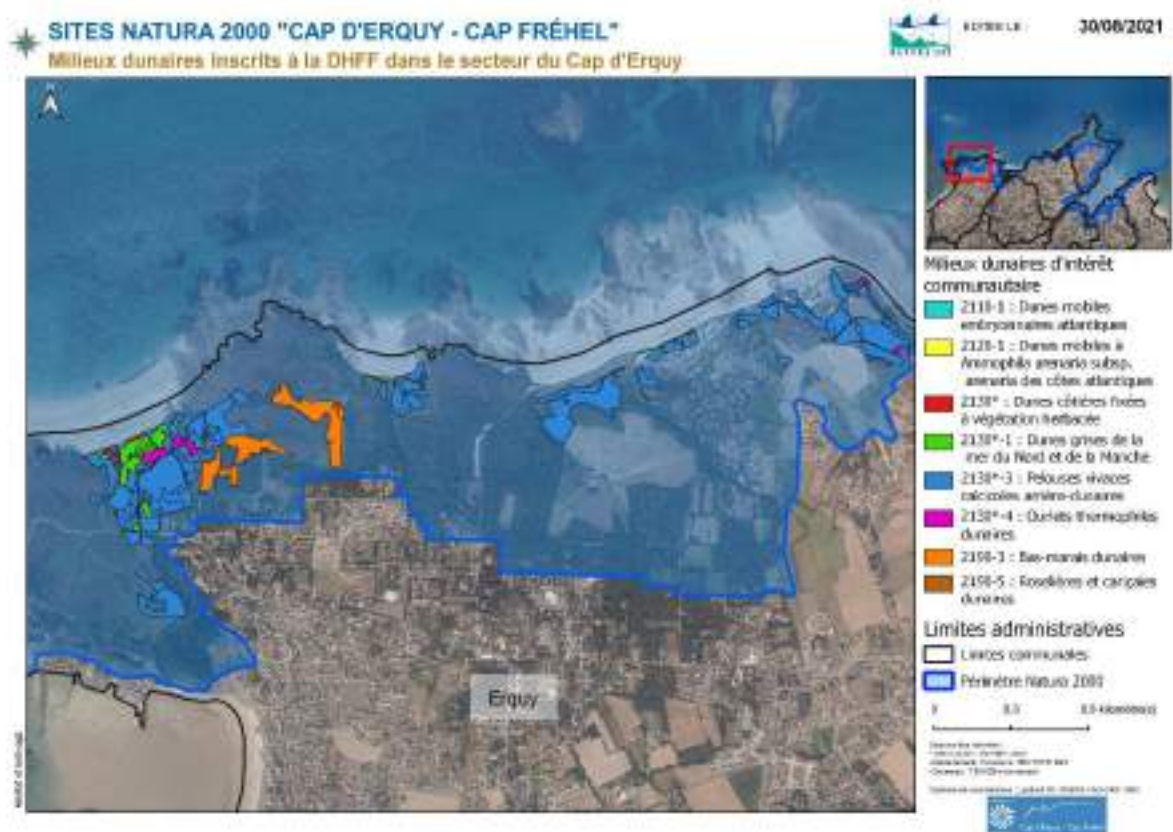 SITES NATURA 2000 "CAP D'ERQUY - CAP FRÉHEL"
Milieux dunaires inscrits à la DHFF dans le secteur du Cap d'Erquy
30/08/2021
Milieux dunaires d'intérêt
communautaire
2110-1 : Dunes mobiles
embryonnaires atlantiques
2120-1 : Dunes mobiles à
Ammophila arenaria subsp.
arenaria des côtes atlantiques
2130* : Dunes côtières fixées
à végétation herbacée
2130*-1 : Dunes grises de la
mer du Nord et de la Manche
2130*-3 : Pelouses vivaces
calcicoles arrière-dunaires
2130*-4 : Ourlets thermophiles
dunaires
2190-3 : Bas-marais dunaires
2190-5 : Roselières et cariçaies
dunaires
Limites administratives
Limites communales
Périmètre Natura 2000
0
kilomètre(s)
Erquy